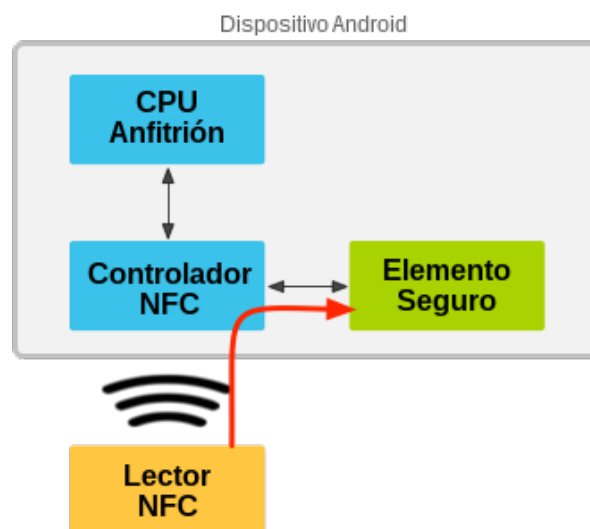 Dispositivo Android
CPU
Anfitrión
Controlador
NFC
Elemento
Seguro
Lector
NFC